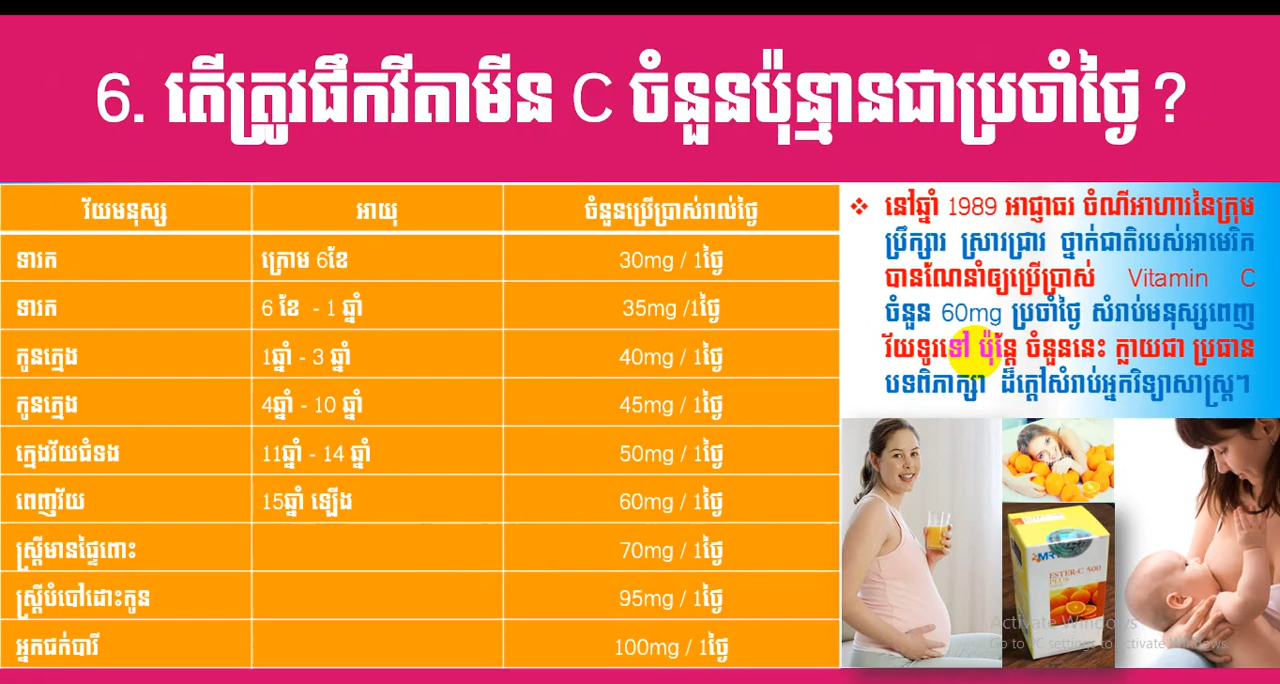 6. តើត្រូវផឹកវីតាមីន C ចំនួនប៉ុន្មានជាប្រចាំថ្ងៃ ?
វ័យមនុស្ស អាយុ ចំនួនប្រើប្រាស់រាល់ថ្ងៃ
ទារក ក្រោម 6ខែ 30mg / 1ថ្ងៃ
ទារក 6 ខែ - 1 ឆ្នាំ 35mg /1ថ្ងៃ
កូនក្មេង 1ឆ្នាំ - 3 ឆ្នាំ 40mg / 1ថ្ងៃ
កូនក្មេង 4ឆ្នាំ - 10 ឆ្នាំ 45mg / 1ថ្ងៃ
ក្មេងវ័យជំទង 11ឆ្នាំ - 14 ឆ្នាំ 50mg / 1ថ្ងៃ
ពេញវ័យ 15ឆ្នាំ ឡើង 60mg / 1ថ្ងៃ
ស្ត្រីមានផ្ទៃពោះ 70mg / 1ថ្ងៃ
ស្ត្រីបំបៅដោះកូន 95mg / 1ថ្ងៃ
អ្នកជក់បារី 100mg / 1ថ្ងៃ
❖ នៅឆ្នាំ 1989 អាជ្ញាធរ ចំណីអាហារនៃក្រុម
ប្រឹក្សារ ស្រាវជ្រាវ ថ្នាក់ជាតិរបស់អាមេរិក
បានណែនាំឲ្យប្រើប្រាស់ Vitamin C
ចំនួន 60mg ប្រចាំថ្ងៃ សំរាប់មនុស្សពេញ
វ័យទូរទៅ ប៉ុន្តែ ចំនួននេះ ក្លាយជា ប្រធាន
បទពិភាក្សា ដ៏ក្តៅសំរាប់អ្នកវិទ្យាសាស្ត្រ។
ESTER-C 500
PLUS
Activate Windows
Go to PC settings to activate Windows.